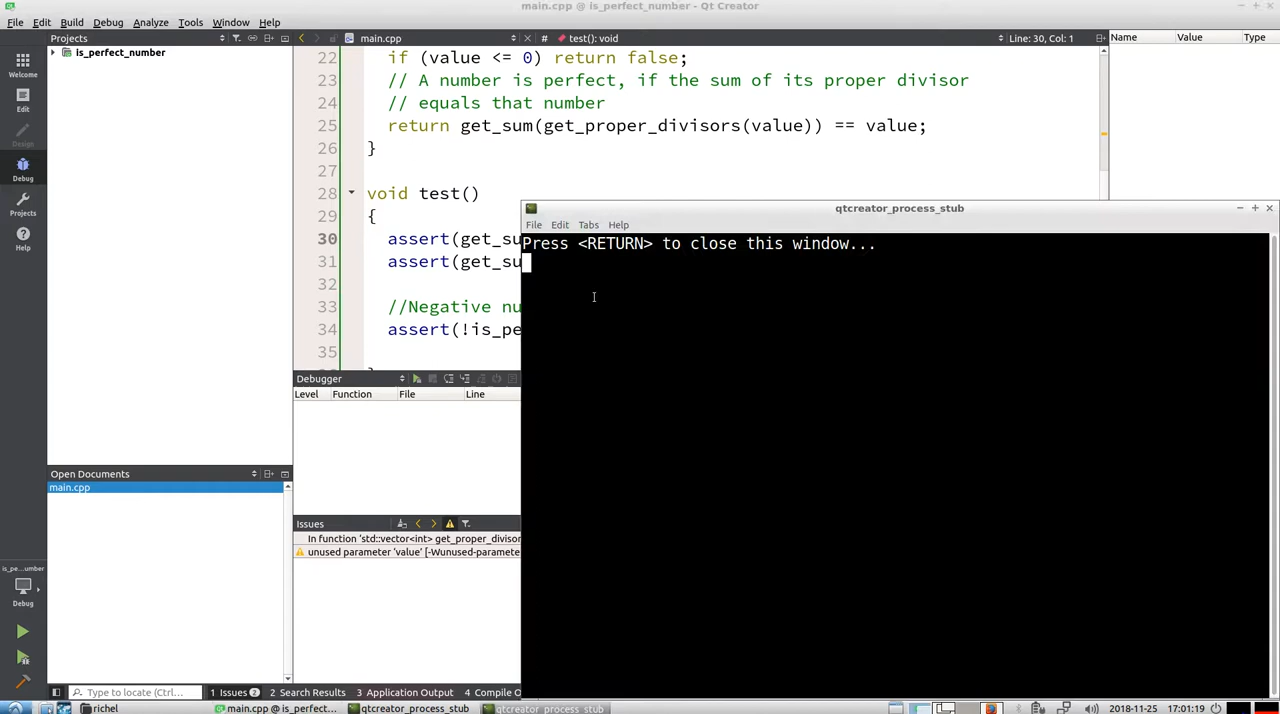 main.cpp @ is_perfect_number - Qt Creator
File Edit Build Debug Analyze Tools Window Help
Projects
main.cpp
# test(): void
Line: 30, Col: 1
Name Value Type
is_perfect_number
Welcome
Edit
Design
Debug
Projects
Help
22 if (value <= 0) return false;
23 // A number is perfect, if the sum of its proper divisor
24 // equals that number
25 return get_sum(get_proper_divisors(value)) == value;
26 }
27
28 void test()
29 {
30 assert(get_su
31 assert(get_su
32
33 //Negative nu
34 assert(!is_pe
35
qtcreator_process_stub
File Edit Tabs Help
Press <RETURN> to close this window...
Debugger
Level Function File Line
Open Documents
main.cpp
Issues
In function 'std::vector<int> get_proper_divisor
unused parameter 'value' [-Wunused-paramete
is_pe...umber
Debug
Type to locate (Ctrl...
1 Issues 2
2 Search Results
3 Application Output
4 Compile O
richel
main.cpp @ is_perfect...
qtcreator_process_stub
qtcreator_process_stub
2018-11-25
17:01:19